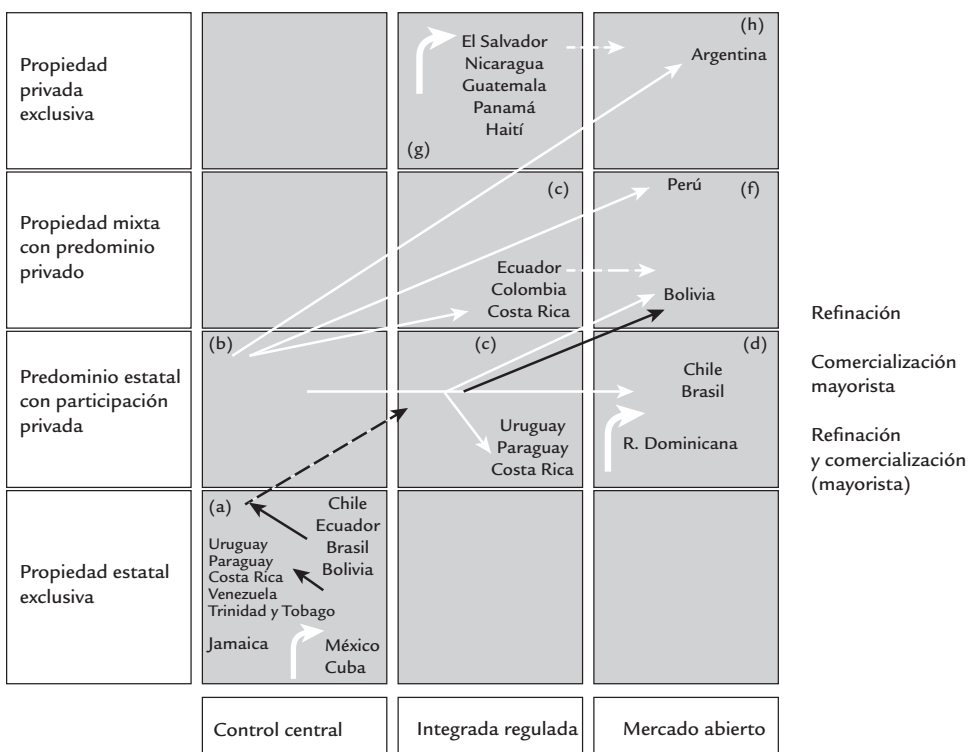 Propiedad
privada
exclusiva
(g)
El Salvador
Nicaragua
Guatemala
Panamá
Haití
(h)
Argentina
Propiedad mixta
con predominio
privado
(c)
Ecuador
Colombia
Costa Rica
(f)
Perú
Bolivia
Predominio estatal
con participación
privada
(b)
(c)
Uruguay
Paraguay
Costa Rica
(d)
Chile
Brasil
R. Dominicana
Propiedad estatal
exclusiva
(a)
Chile
Ecuador
Brasil
Bolivia
Uruguay
Paraguay
Costa Rica
Venezuela
Trinidad y Tobago
Jamaica
México
Cuba
Control central
Integrada regulada
Mercado abierto
Refinación
Comercialización
mayorista
Refinación
y comercialización
(mayorista)